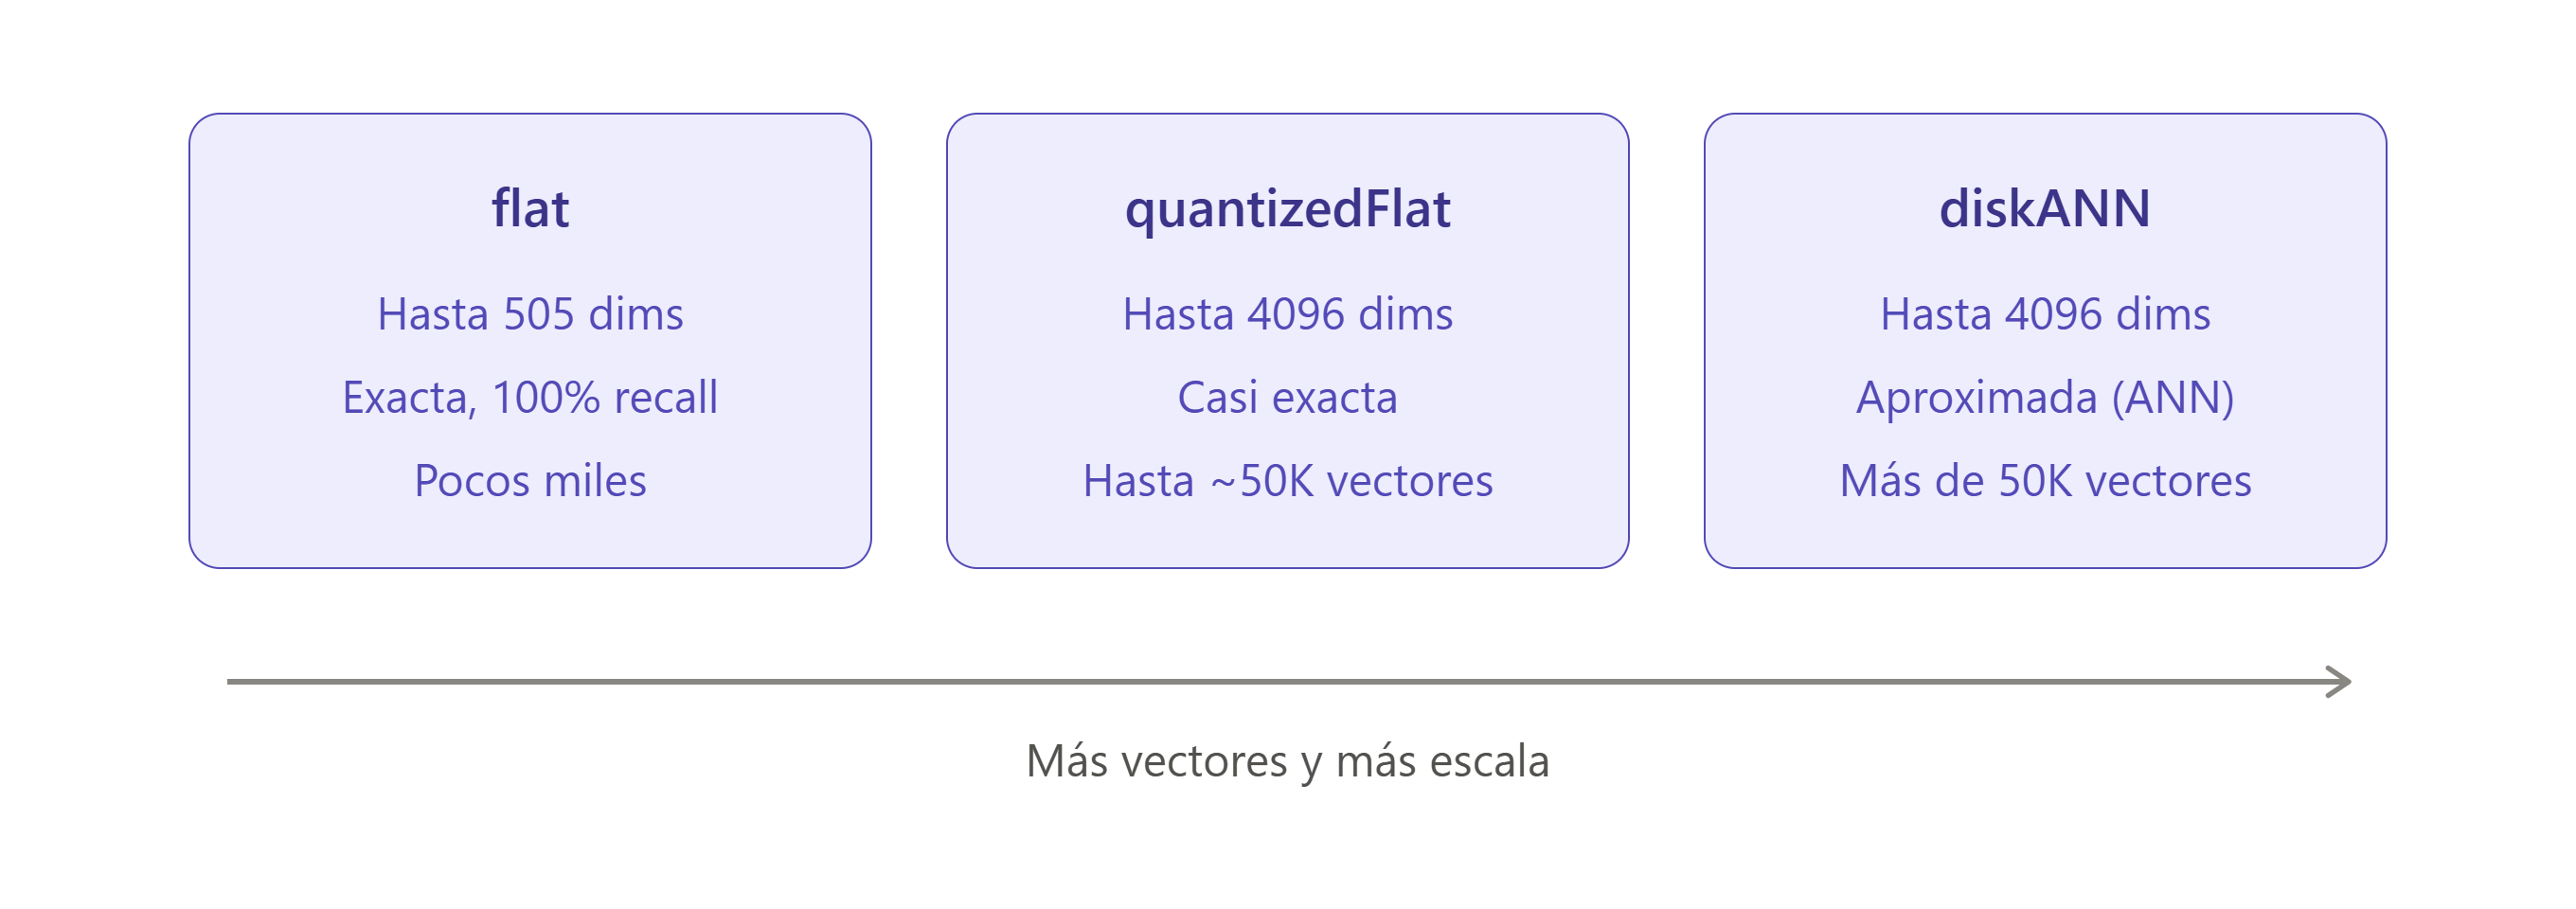 flat
Hasta 505 dims
Exacta, 100% recall
Pocos miles
quantizedFlat
Hasta 4096 dims
Casi exacta
Hasta ~50K vectores
diskANN
Hasta 4096 dims
Aproximada (ANN)
Más de 50K vectores
Más vectores y más escala